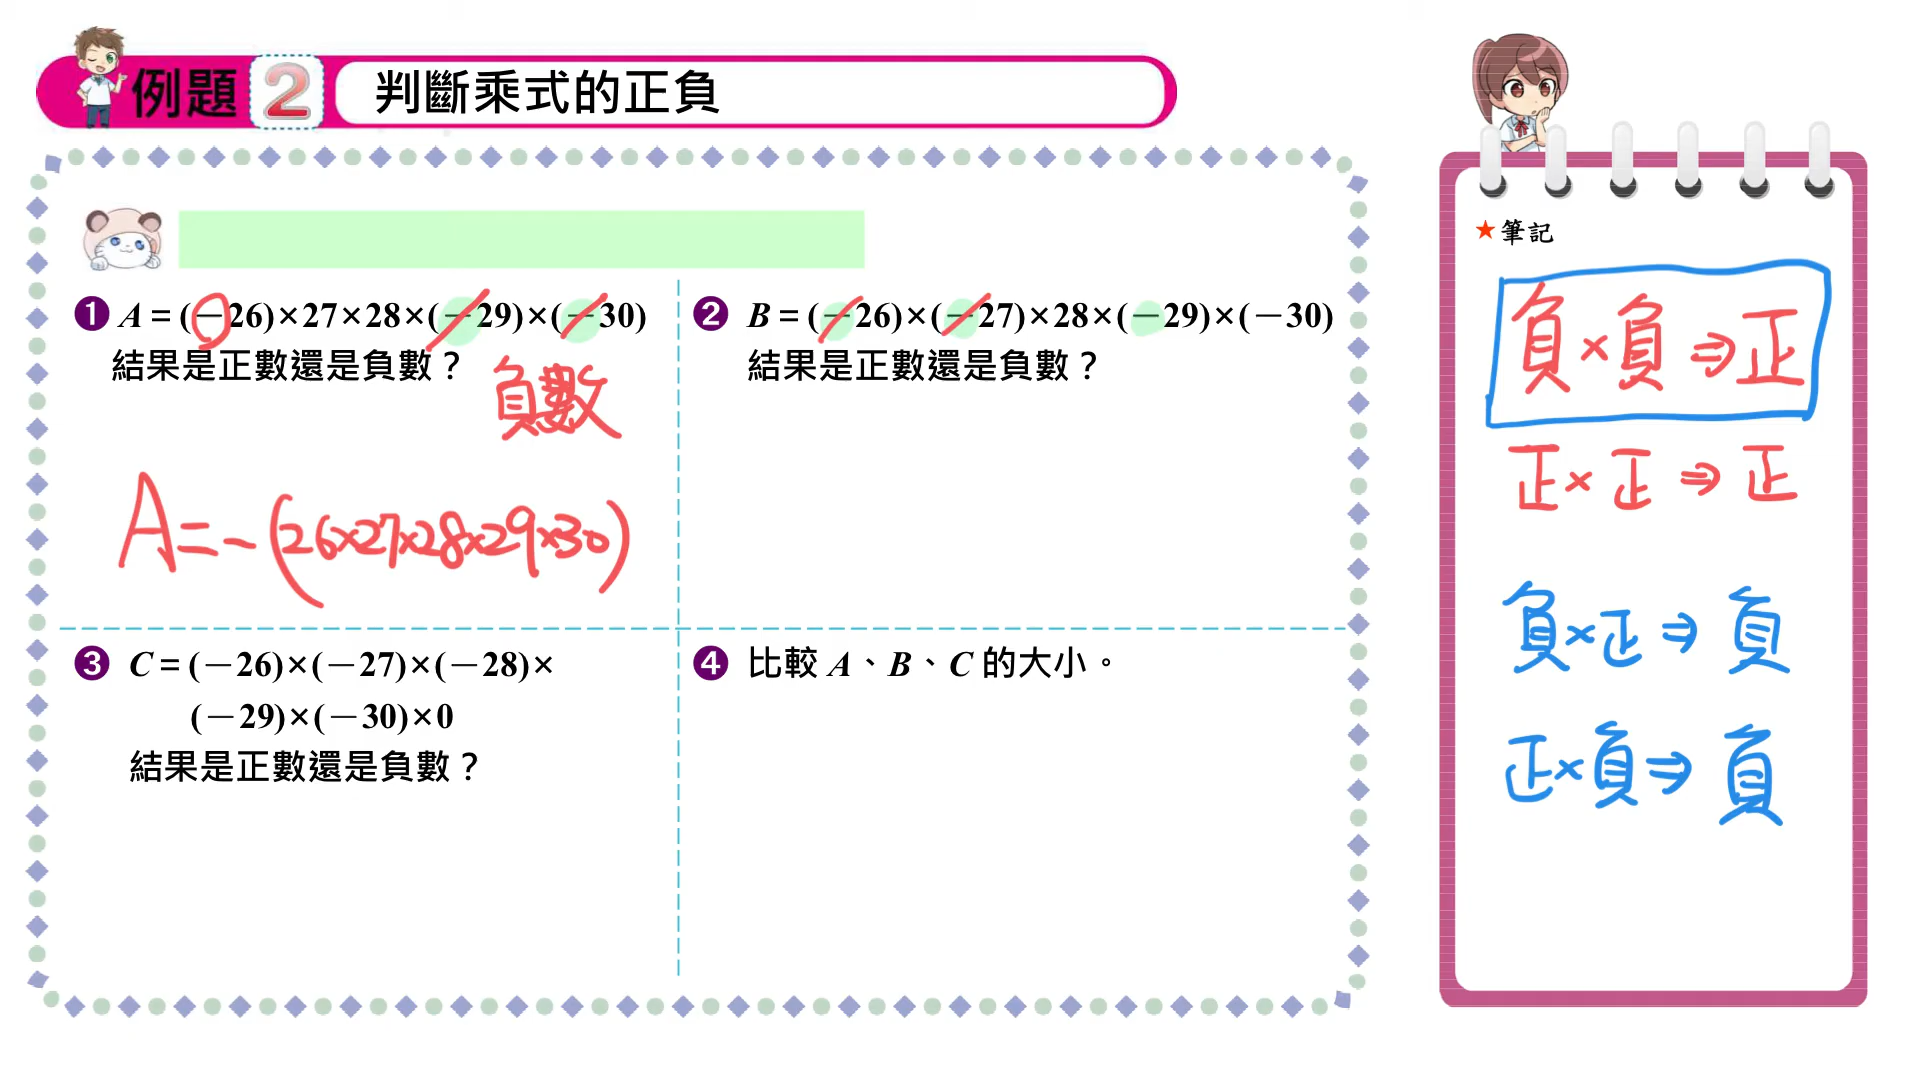 例題 2 判斷乘式的正負
❶ A=(－26)×27×28×(－29)×(－30)
結果是正數還是負數？
負數
A=-(26×27×28×29×30)
❷ B=(－26)×(－27)×28×(－29)×(－30)
結果是正數還是負數？
❸ C=(－26)×(－27)×(－28)×
(－29)×(－30)×0
結果是正數還是負數？
❹ 比較 A、B、C 的大小。
★筆記
負×負⇒正
正×正⇒正
負×正⇒負
正×負⇒負